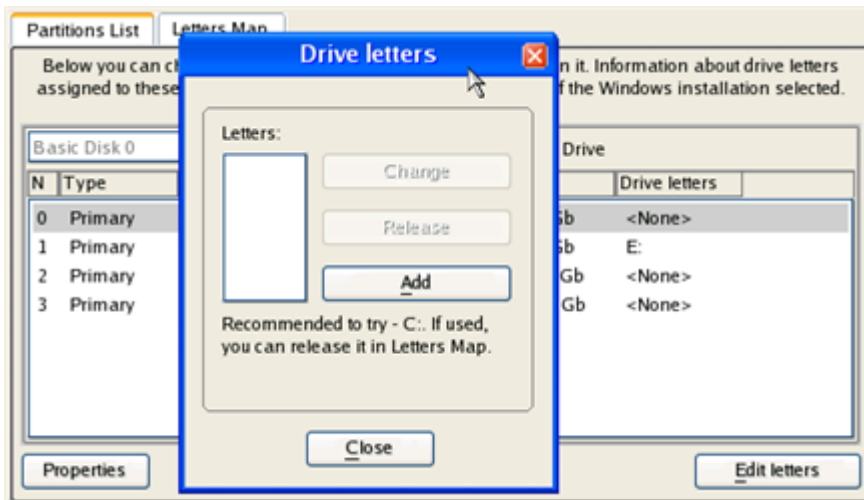 Partitions List
Letters Map
Drive letters
Below you can ch
n it. Information about drive letters
assigned to these
f the Windows installation selected.
Letters:
Basic Disk 0
Drive
Change
N
Type
Drive letters
0
Primary
Gb
<None>
Release
1
Primary
Gb
E:
Add
2
Primary
Gb
<None>
3
Primary
Gb
<None>
Recommended to try - C:. If used,
you can release it in Letters Map.
Close
Properties
Edit letters